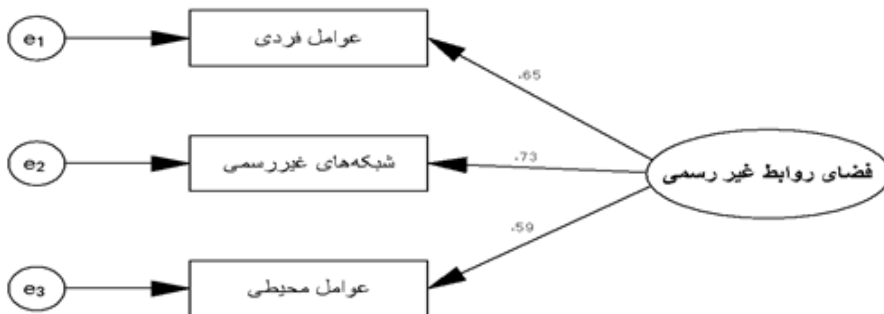 e1
عوامل فردی
.65
e2
شبکه‌های غیررسمی
.73
فضای روابط غیر رسمی
.59
e3
عوامل محیطی